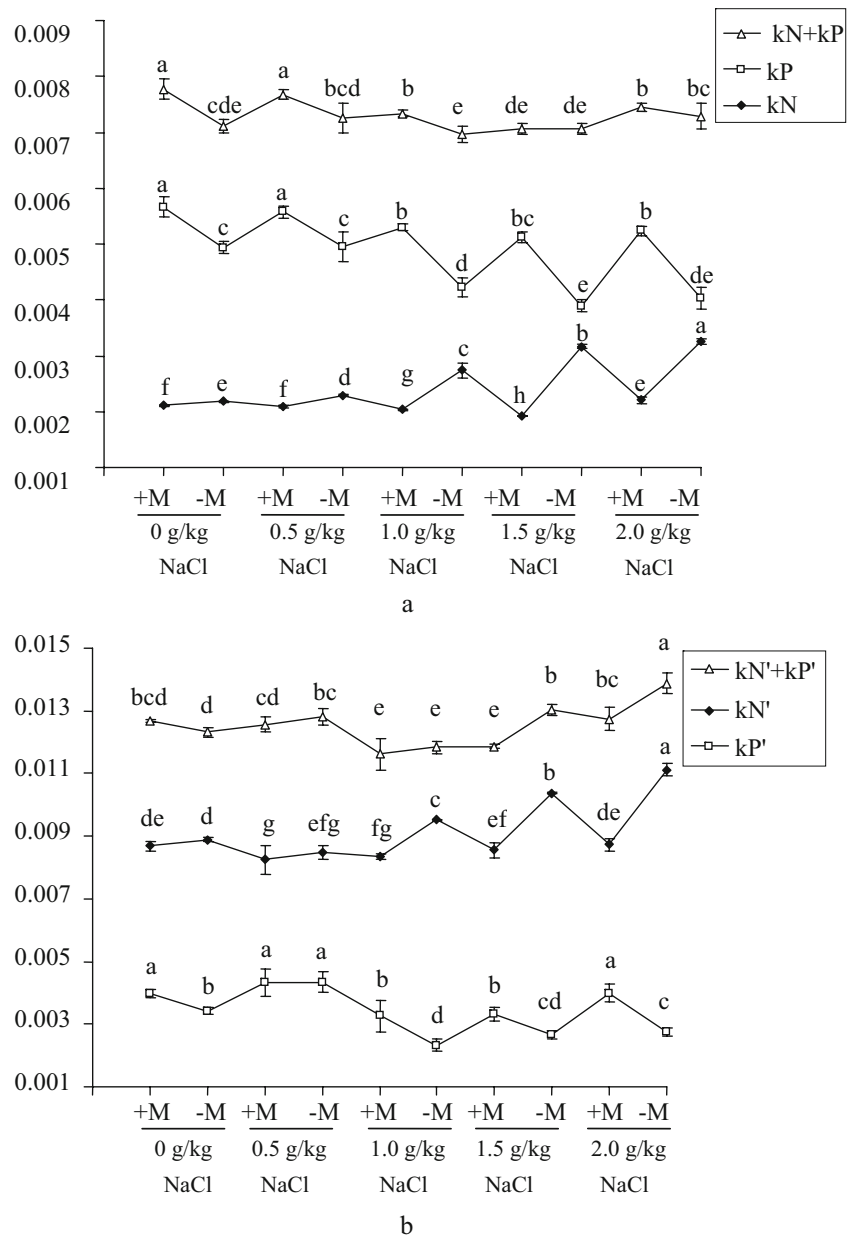 0.009
0.008
0.007
0.006
0.005
0.004
0.003
0.002
0.001
kN+kP
kP
kN
a cde a bcd b e de de b bc
a c a c b d bc e b de
f e f d g c h b e a
+M -M +M -M +M -M +M -M +M -M
0 g/kg 0.5 g/kg 1.0 g/kg 1.5 g/kg 2.0 g/kg
NaCl NaCl NaCl NaCl NaCl
a
0.015
0.013
0.011
0.009
0.007
0.005
0.003
0.001
kN'+kP'
kN'
kP'
bcd d cd bc e e e b bc a
de d g efg fg c ef b de a
a b a a b d b cd a c
+M -M +M -M +M -M +M -M +M -M
0 g/kg 0.5 g/kg 1.0 g/kg 1.5 g/kg 2.0 g/kg
NaCl NaCl NaCl NaCl NaCl
b